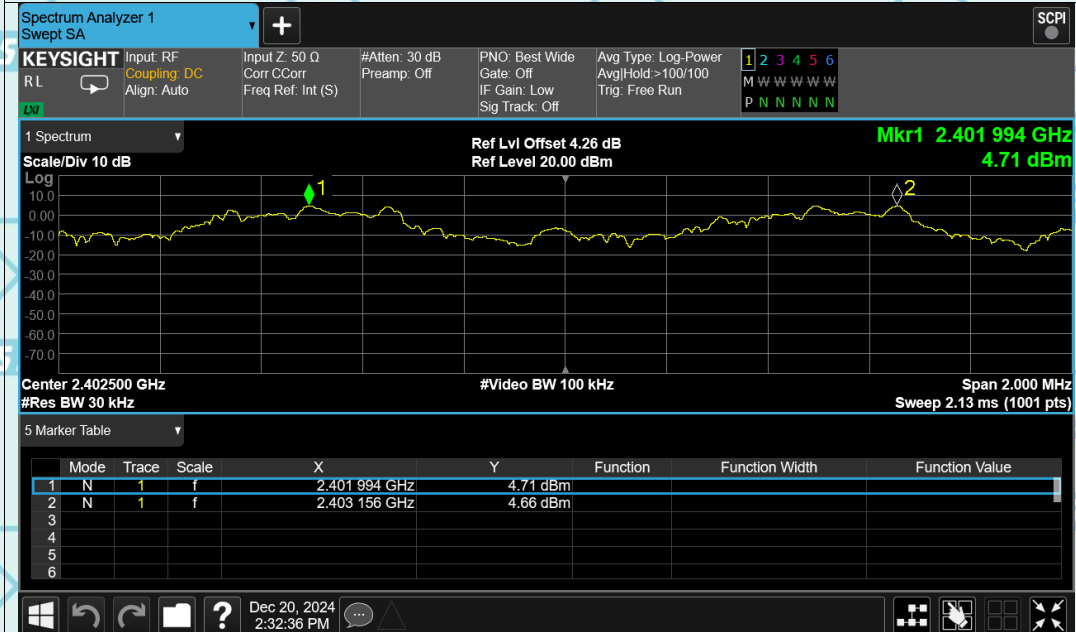 Spectrum Analyzer 1
Swept SA
+
SCPI
KEYSIGHT Input: RF Input Z: 50 Ω #Atten: 30 dB PNO: Best Wide Avg Type: Log-Power 1 2 3 4 5 6
RL Coupling: DC Corr CCorr Preamp: Off Gate: Off Avg|Hold:>100/100 M W W W W W
Align: Auto Freq Ref: Int (S) IF Gain: Low Trig: Free Run P N N N N N
LXI Sig Track: Off
1 Spectrum
Ref Lvl Offset 4.26 dB Mkr1 2.401 994 GHz
Scale/Div 10 dB Ref Level 20.00 dBm 4.71 dBm
Log
1 2
10.0
0.00
-10.0
-20.0
-30.0
-40.0
-50.0
-60.0
-70.0
Center 2.402500 GHz #Video BW 100 kHz Span 2.000 MHz
#Res BW 30 kHz Sweep 2.13 ms (1001 pts)
5 Marker Table
Mode Trace Scale X Y Function Function Width Function Value
1 N 1 f 2.401 994 GHz 4.71 dBm
2 N 1 f 2.403 156 GHz 4.66 dBm
3
4
5
6
? Dec 20, 2024
2:32:36 PM